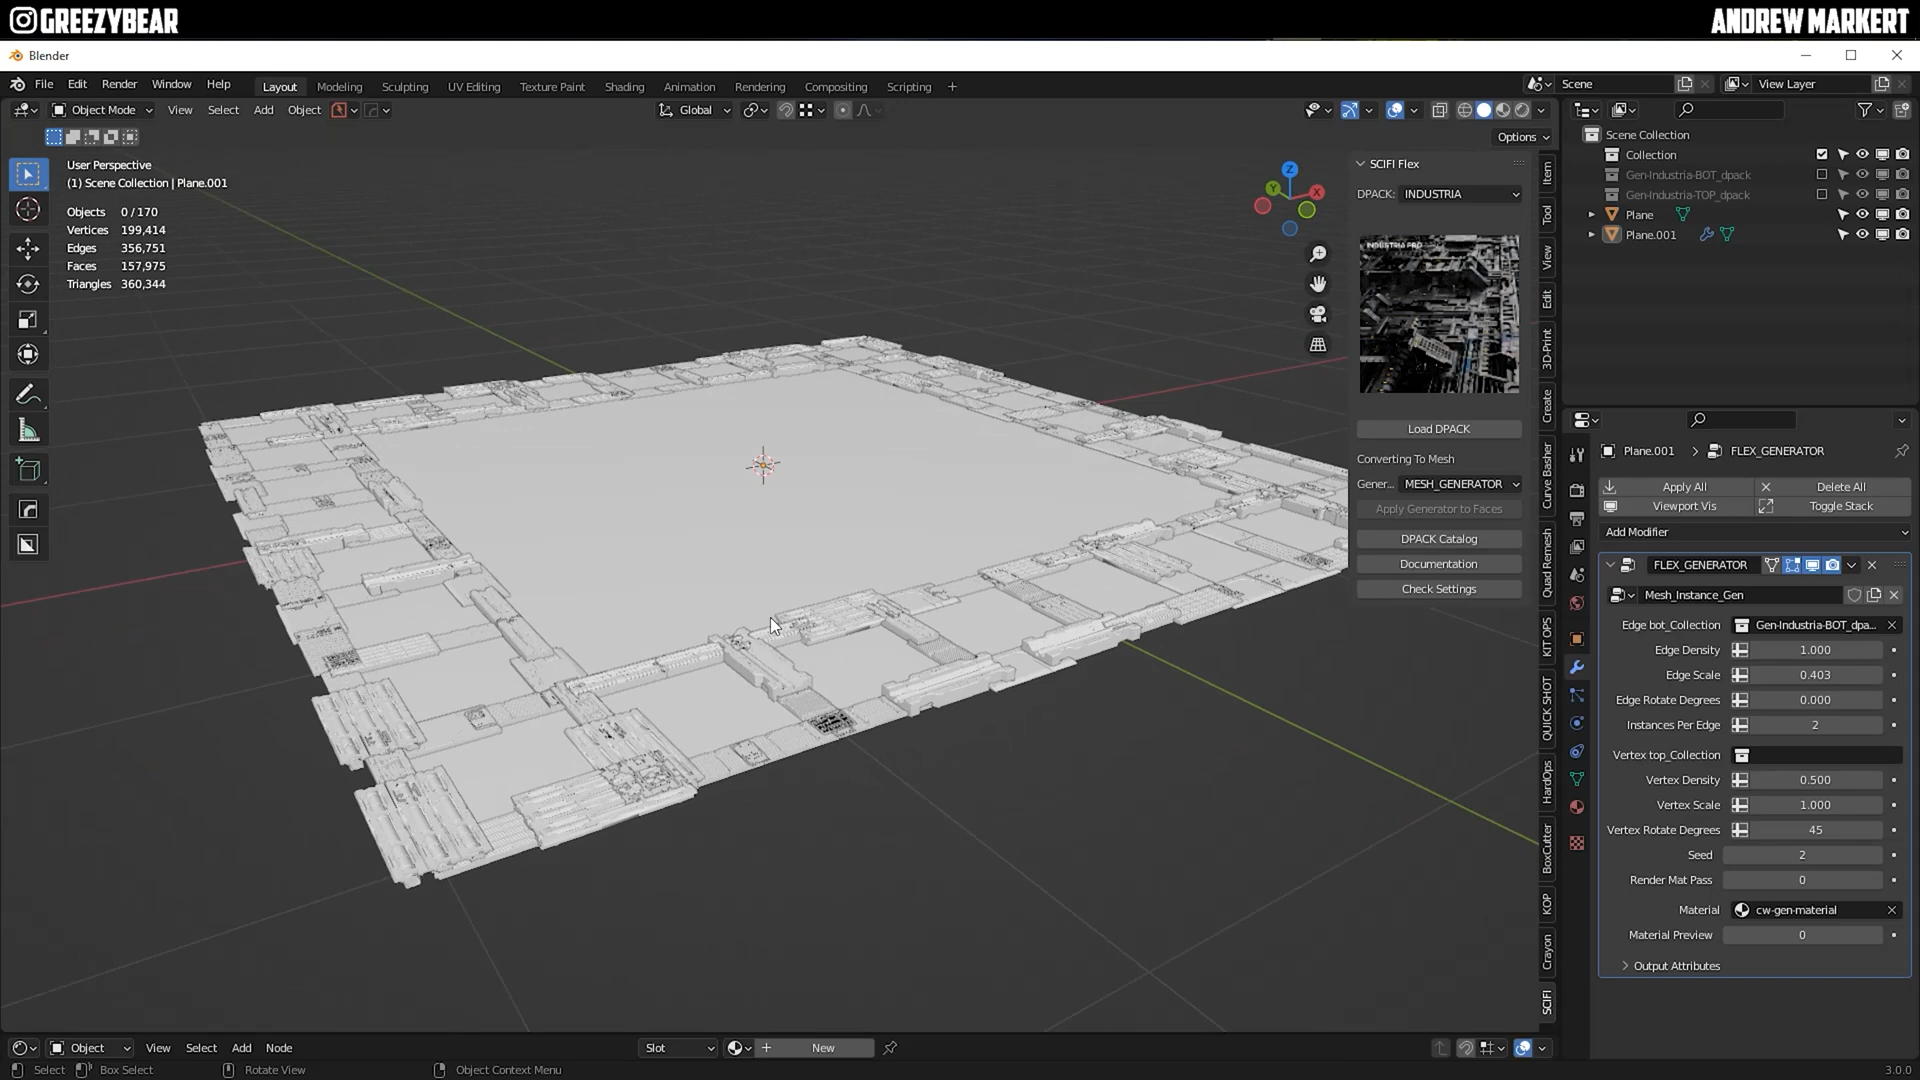 GREEZYBEAR
ANDREW MARKERT
Blender
File Edit Render Window Help
Layout Modeling Sculpting UV Editing Texture Paint Shading Animation Rendering Compositing Scripting +
Scene
View Layer
Object Mode View Select Add Object
Global
Options
User Perspective
(1) Scene Collection | Plane.001
Objects 0 / 170
Vertices 199,414
Edges 356,751
Faces 157,975
Triangles 360,344
Z
Y
X
SCIFI Flex
DPACK: INDUSTRIA
INDUSTRIA PRO
Load DPACK
Converting To Mesh
Gener... MESH_GENERATOR
Apply Generator to Faces
DPACK Catalog
Documentation
Check Settings
Item
Tool
View
Edit
3D-Print
Create
Curve Basher
Quad Remesh
KIT OPS
QUICK SHOT
HardOps
BoxCutter
KOP
Crayon
SCIFI
Scene Collection
Collection
Gen-Industria-BOT_dpack
Gen-Industria-TOP_dpack
Plane
Plane.001
Plane.001 > FLEX_GENERATOR
Apply All
Delete All
Viewport Vis
Toggle Stack
Add Modifier
FLEX_GENERATOR
Mesh_Instance_Gen
Edge bot_Collection Gen-Industria-BOT_dpa...
Edge Density 1.000
Edge Scale 0.403
Edge Rotate Degrees 0.000
Instances Per Edge 2
Vertex top_Collection
Vertex Density 0.500
Vertex Scale 1.000
Vertex Rotate Degrees 45
Seed 2
Render Mat Pass 0
Material cw-gen-material
Material Preview 0
Output Attributes
Object View Select Add Node
Slot
New
Select Box Select Rotate View Object Context Menu
3.0.0